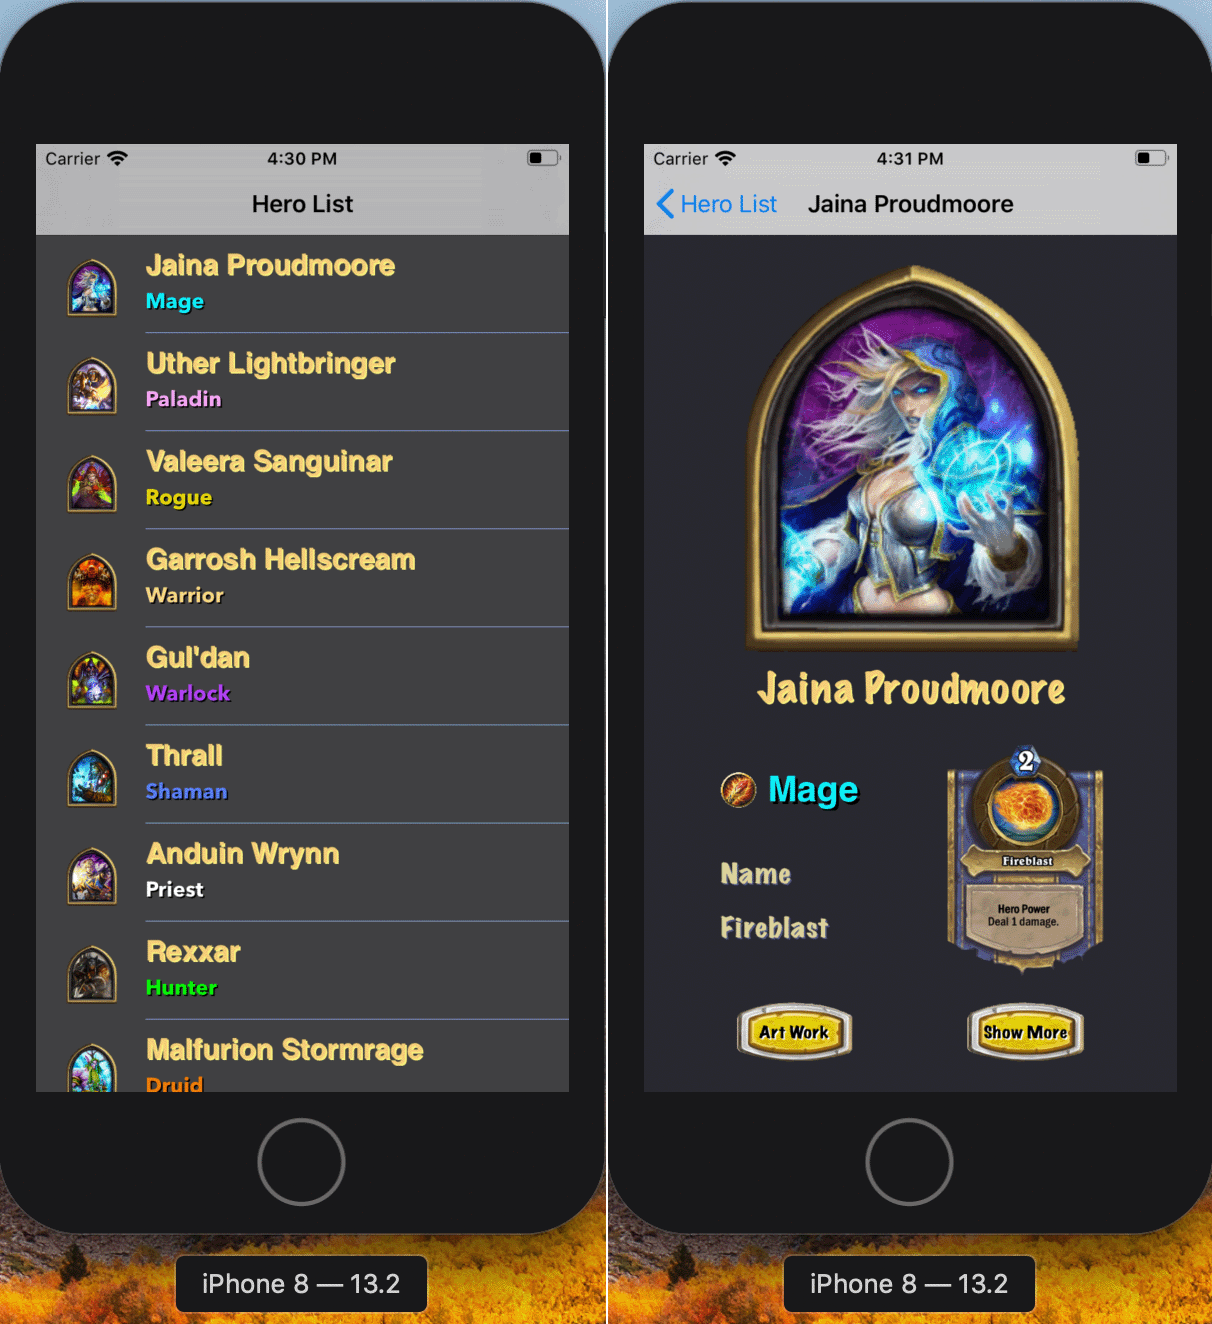 Carrier 4:30 PM
Hero List
Jaina Proudmoore
Mage
Uther Lightbringer
Paladin
Valeera Sanguinar
Rogue
Garrosh Hellscream
Warrior
Gul'dan
Warlock
Thrall
Shaman
Anduin Wrynn
Priest
Rexxar
Hunter
Malfurion Stormrage
Druid
iPhone 8 — 13.2
Carrier 4:31 PM
Hero List Jaina Proudmoore
Jaina Proudmoore
Mage
Name
Fireblast
2
Fireblast
Hero Power
Deal 1 damage.
Art Work
Show More
iPhone 8 — 13.2